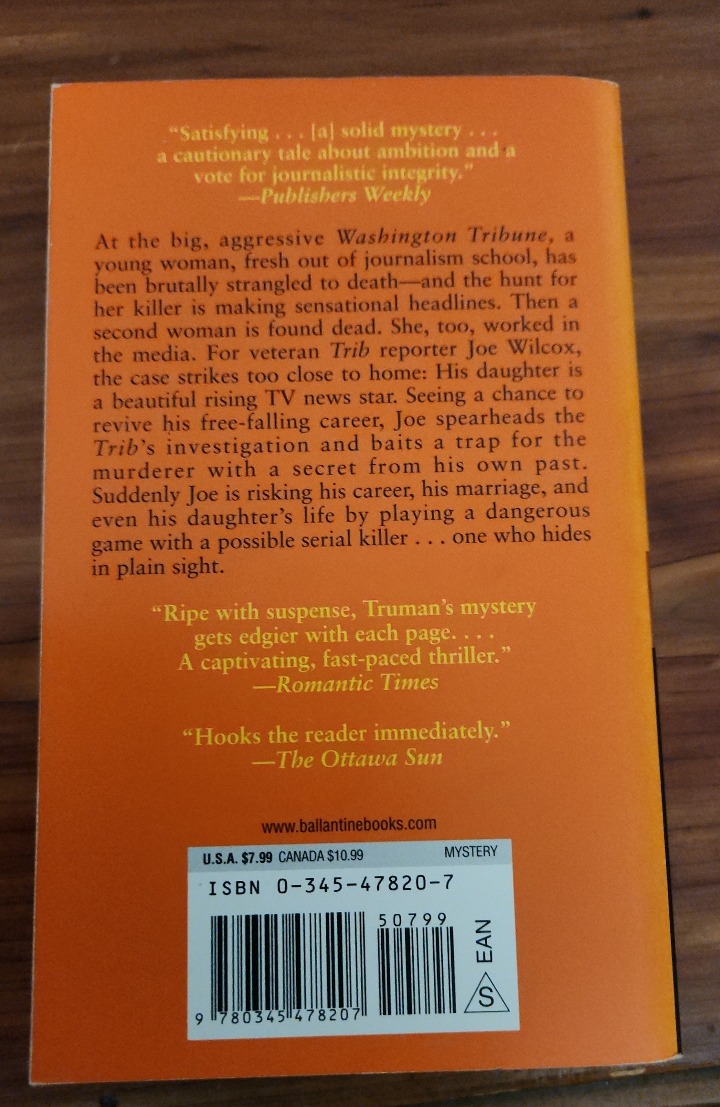 “Satisfying . . . [a] solid mystery . . .
a cautionary tale about ambition and a
vote for journalistic integrity.”
—Publishers Weekly
At the big, aggressive Washington Tribune, a
young woman, fresh out of journalism school, has
been brutally strangled to death—and the hunt for
her killer is making sensational headlines. Then a
second woman is found dead. She, too, worked in
the media. For veteran Trib reporter Joe Wilcox,
the case strikes too close to home: His daughter is
a beautiful rising TV news star. Seeing a chance to
revive his free-falling career, Joe spearheads the
Trib’s investigation and baits a trap for the
murderer with a secret from his own past.
Suddenly Joe is risking his career, his marriage, and
even his daughter’s life by playing a dangerous
game with a possible serial killer . . . one who hides
in plain sight.
“Ripe with suspense, Truman’s mystery
gets edgier with each page. . . .
A captivating, fast-paced thriller.”
—Romantic Times
“Hooks the reader immediately.”
—The Ottawa Sun
www.ballantinebooks.com
U.S.A. $7.99 CANADA $10.99 MYSTERY
ISBN 0-345-47820-7
50799
9 780345 478207
EAN
S